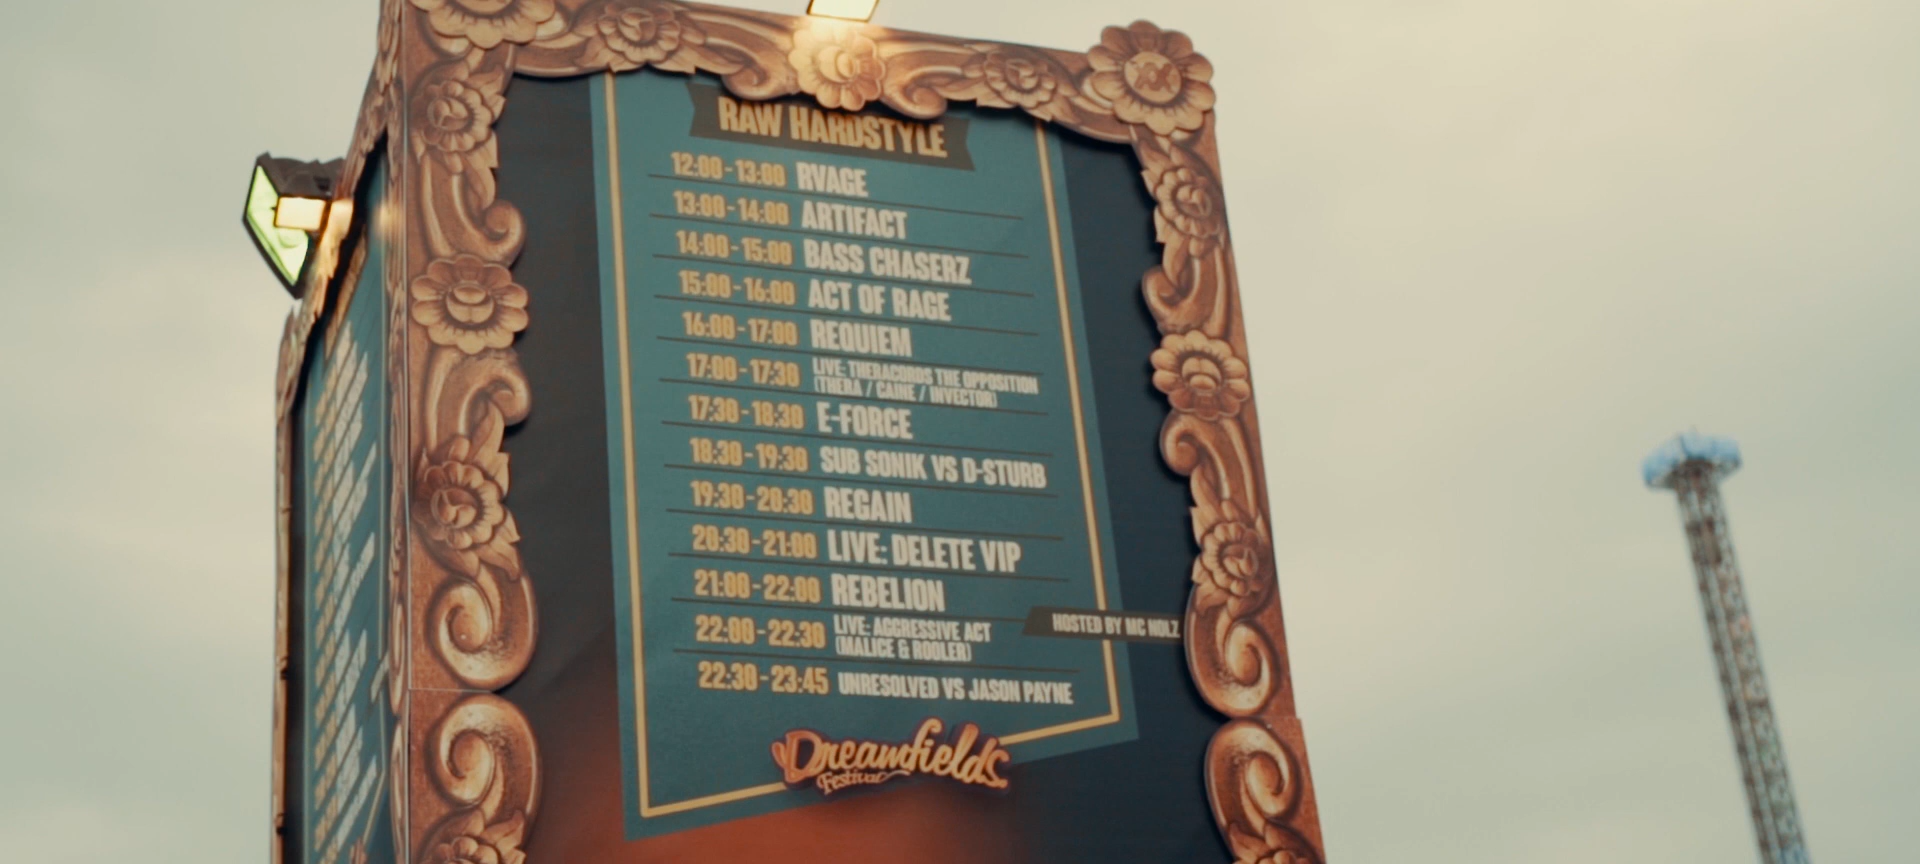 RAW HARDSTYLE
12:00-13:00 RVAGE
13:00-14:00 ARTIFACT
14:00-15:00 BASS CHASERZ
15:00-16:00 ACT OF RAGE
16:00-17:00 REQUIEM
17:00-17:30 LIVE: THERACORDS THE OPPOSITION
(THERA / CAINE / INVECTOR)
17:30-18:30 E-FORCE
18:30-19:30 SUB SONIK VS D-STURB
19:30-20:30 REGAIN
20:30-21:00 LIVE: DELETE VIP
21:00-22:00 REBELION
22:00-22:30 LIVE: AGGRESSIVE ACT
(MALICE & ROOLER)
HOSTED BY MC NOLZ
22:30-23:45 UNRESOLVED VS JASON PAYNE
Dreamfields
Festival